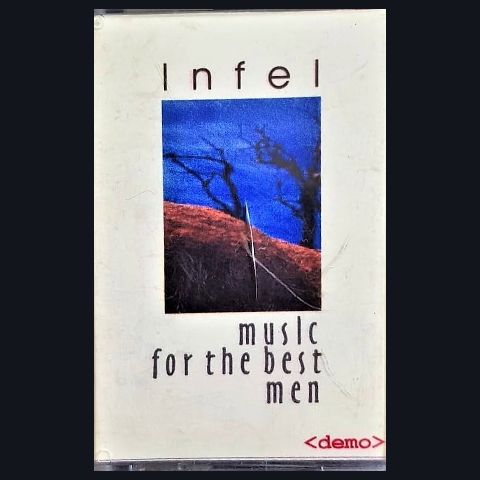 Infel
music
for the best
men
<demo>